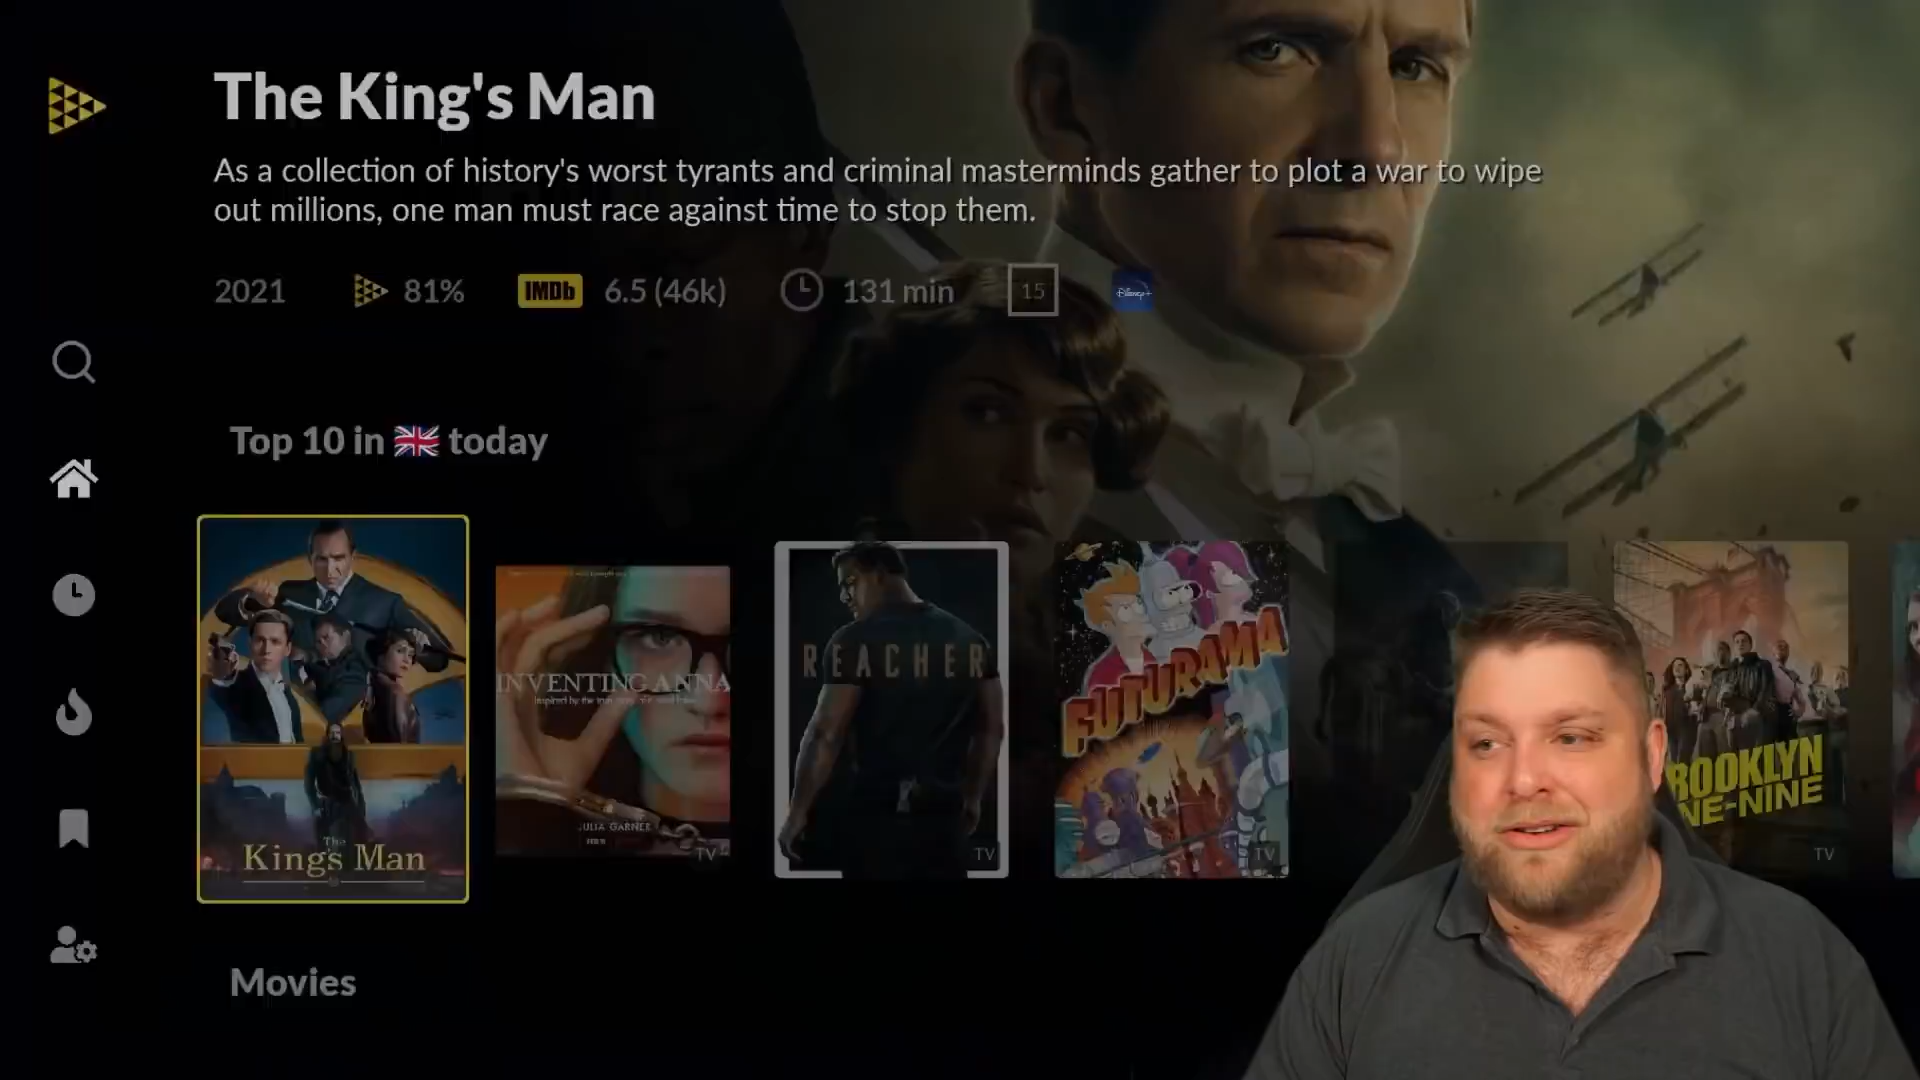 The King's Man
As a collection of history's worst tyrants and criminal masterminds gather to plot a war to wipe
out millions, one man must race against time to stop them.
2021 81% IMDb 6.5 (46k) 131 min 15 Disney+
Top 10 in today
The
King's Man
INVENTING ANNA
JULIA GARNER
TV
REACHER
TV
FUTURAMA
TV
ROOKLYN
NE-NINE
TV
Movies